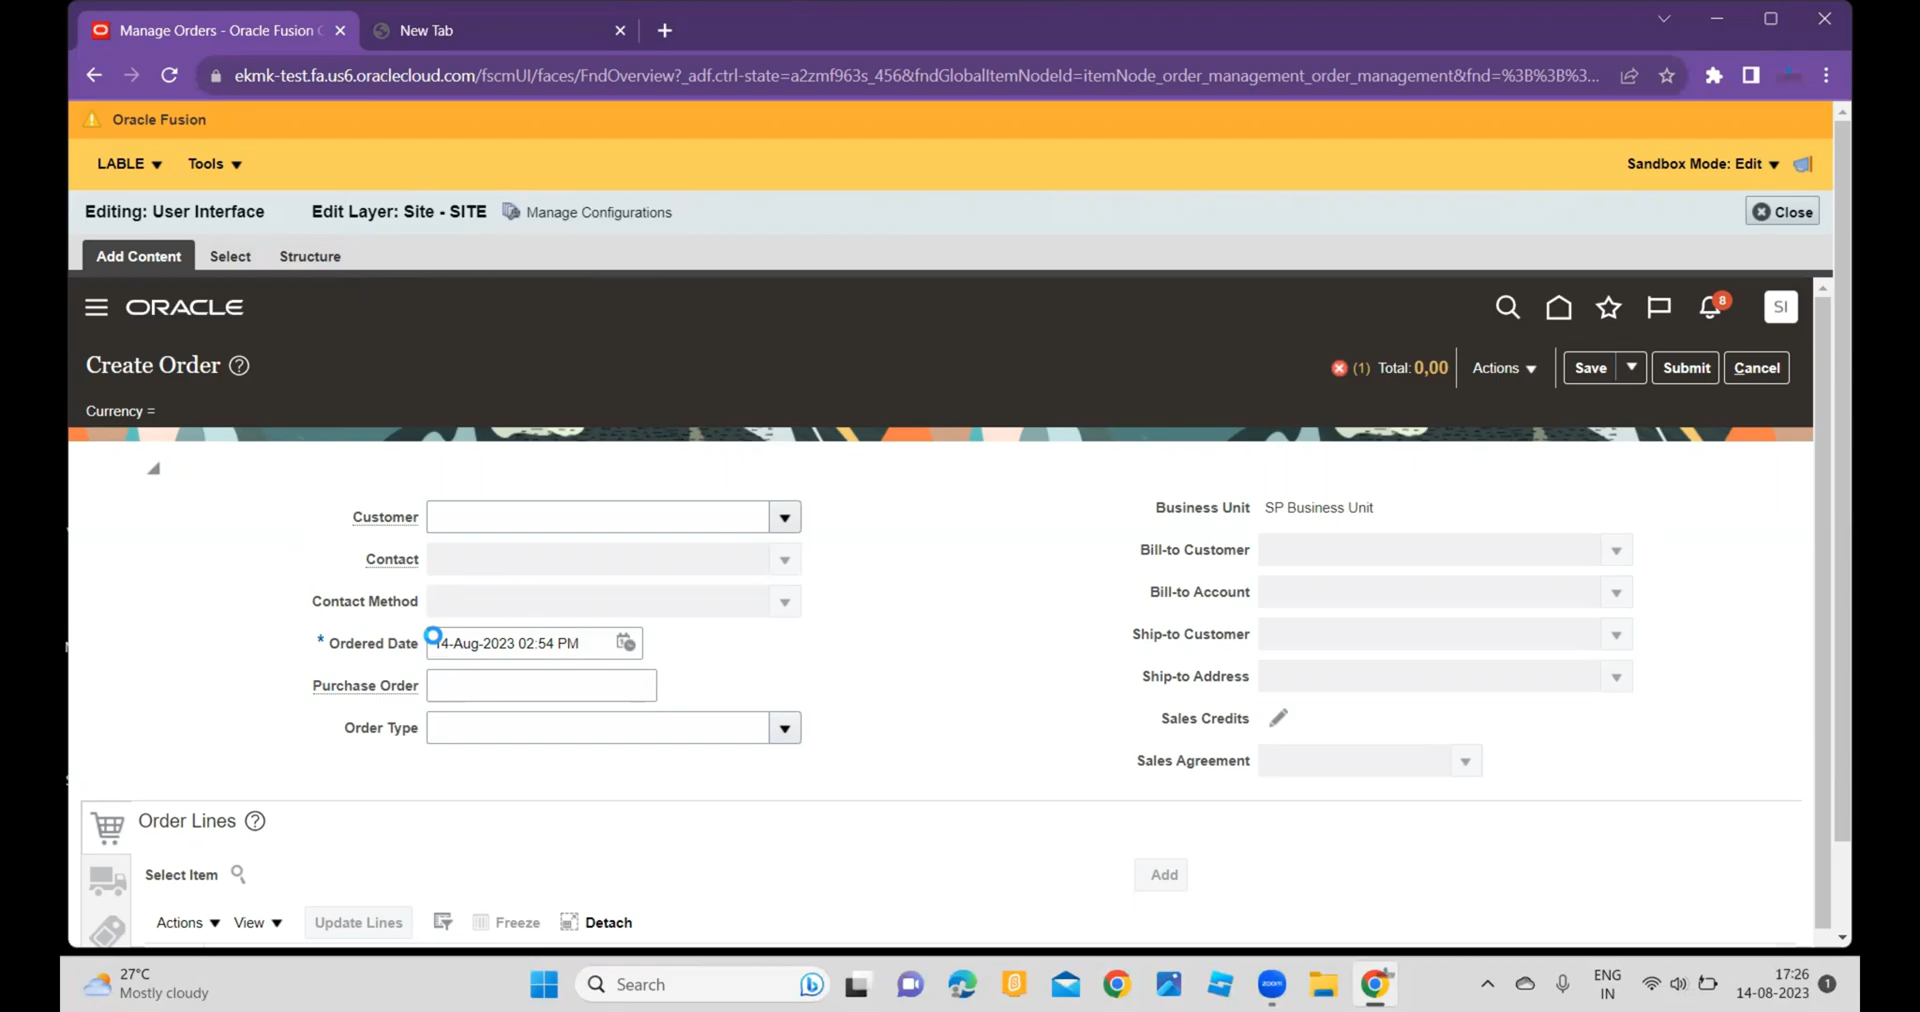 Manage Orders - Oracle Fusion C
New Tab
ekmk-test.fa.us6.oraclecloud.com/fscmUI/faces/FndOverview?_adf.ctrl-state=a2zmf963s_456&fndGlobalItemNodeId=itemNode_order_management_order_management&fnd=%3B%3B%3...
Oracle Fusion
LABLE Tools Sandbox Mode: Edit
Editing: User Interface Edit Layer: Site - SITE Manage Configurations Close
Add Content Select Structure
ORACLE 8 SI
Create Order (1) Total: 0,00 Actions Save Submit Cancel
Currency =
Customer
Contact
Contact Method
* Ordered Date 14-Aug-2023 02:54 PM
Purchase Order
Order Type
Business Unit SP Business Unit
Bill-to Customer
Bill-to Account
Ship-to Customer
Ship-to Address
Sales Credits
Sales Agreement
Order Lines
Select Item Add
Actions View Update Lines Freeze Detach
27°C
Mostly cloudy
Search
zoom
ENG
IN
17:26
14-08-2023
1